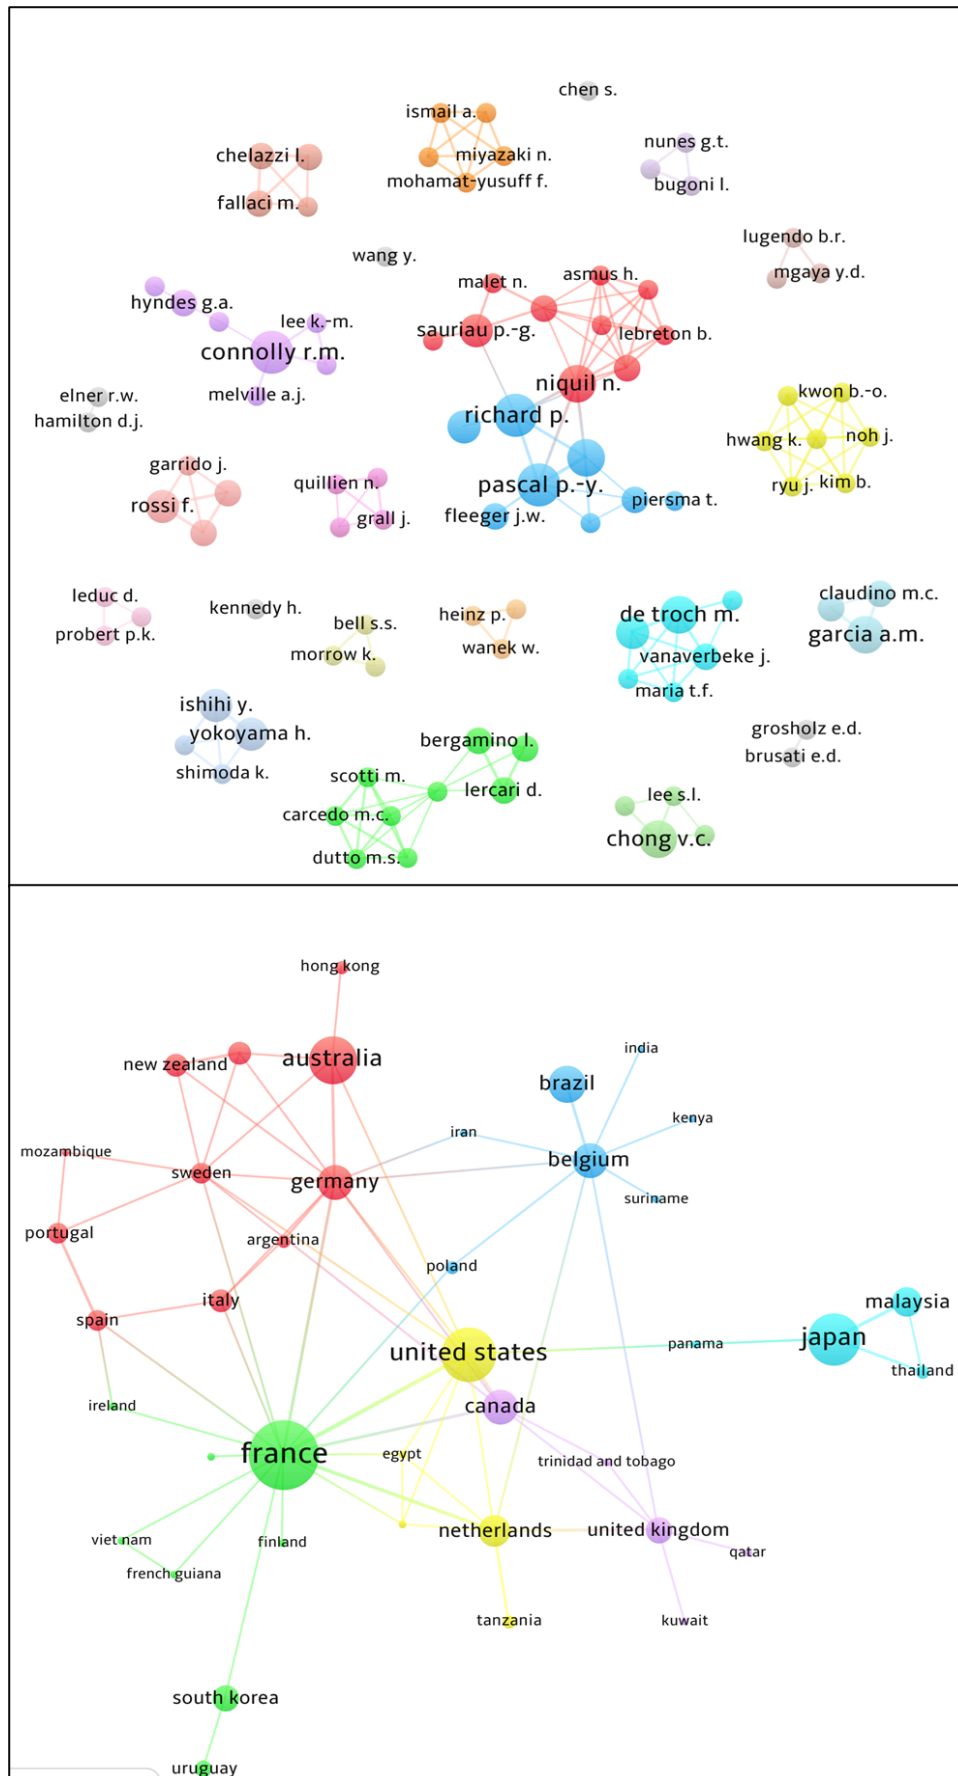 chen s.
ismail a.
nunes g.t.
chelazzi l.
miyazaki n.
mohamat-yusuff f.
bugoni l.
fallaci m.
lugendo b.r.
wang y.
mgaya y.d.
asmus h.
malet n.
hyndes g.a.
lee k.-m.
sauriau p.-g.
lebreton b.
connolly r.m.
niquil n.
melville a.j.
kwon b.-o.
elner r.w.
hamilton d.j.
richard p.
hwang k.
noh j.
garrido j.
quillien n.
pascal p.-y.
ryu j.
kim b.
rossi f.
grall j.
fleeger j.w.
piersma t.
leduc d.
claudino m.c.
kennedy h.
heinz p.
de troch m.
bell s.s.
probert p.k.
garcia a.m.
morrow k.
wanek w.
vanaverbeke j.
maria t.f.
ishihi y.
yokoyama h.
grosholz e.d.
bergamino l.
brusati e.d.
shimoda k.
scotti m.
lercari d.
lee s.l.
carcedo m.c.
chong v.c.
dutto m.s.
hong kong
australia
india
new zealand
brazil
kenya
iran
mozambique
sweden
belgium
germany
suriname
portugal
argentina
poland
italy
malaysia
spain
japan
united states
panama
thailand
ireland
canada
france
egypt
trinidad and tobago
netherlands
united kingdom
viet nam
finland
qatar
french guiana
tanzania
kuwait
south korea
uruguay